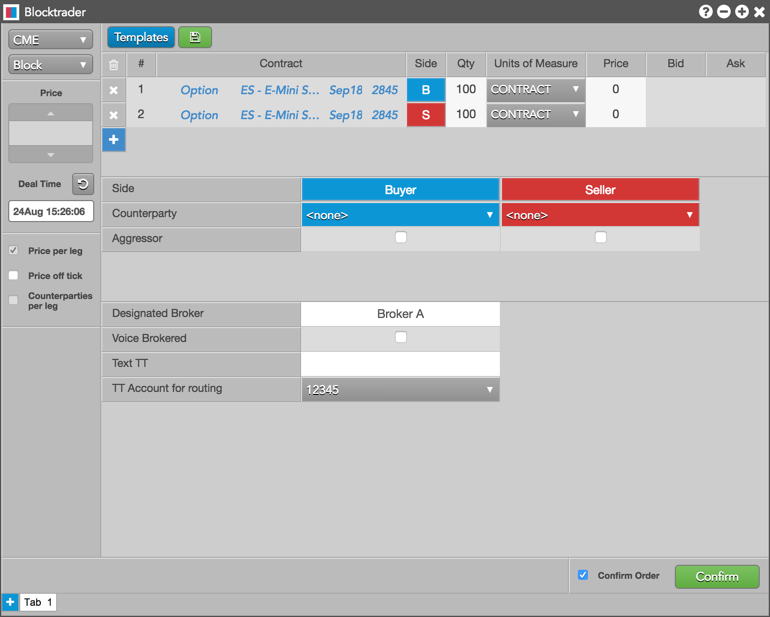 Blocktrader
CME
Block
Price
Deal Time
24Aug 15:26:06
Price per leg
Price off tick
Counterparties
per leg
Templates
# Contract Side Qty Units of Measure Price Bid Ask
1 Option ES - E-Mini S... Sep18 2845 B 100 CONTRACT 0
2 Option ES - E-Mini S... Sep18 2845 S 100 CONTRACT 0
Side Buyer Seller
Counterparty <none> <none>
Aggressor
Designated Broker Broker A
Voice Brokered
Text TT
TT Account for routing 12345
Confirm Order Confirm
Tab 1